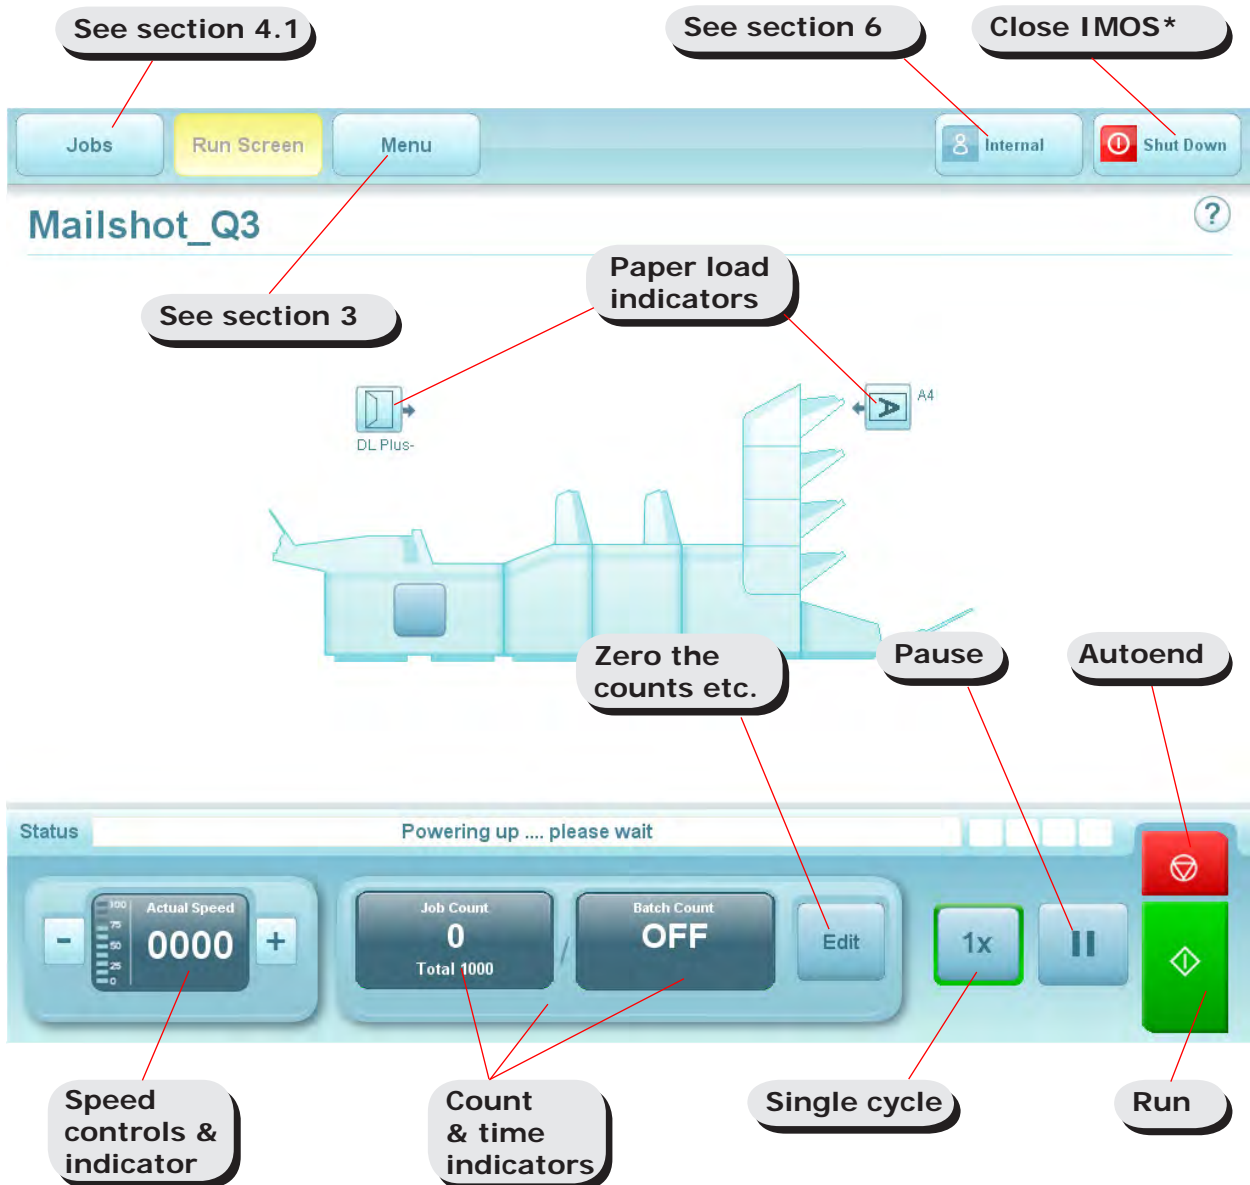 See section 4.1
See section 6
Close IMOS*
Jobs
Run Screen
Menu
Internal
Shut Down
Mailshot_Q3
?
Paper load
indicators
See section 3
DL Plus-
A
A4
Zero the
counts etc.
Pause
Autoend
Status
Powering up .... please wait
-
100
75
50
25
0
Actual Speed
0000
+
Job Count
0
Total 1000
/
Batch Count
OFF
Edit
1x
Speed
controls &
indicator
Count
& time
indicators
Single cycle
Run